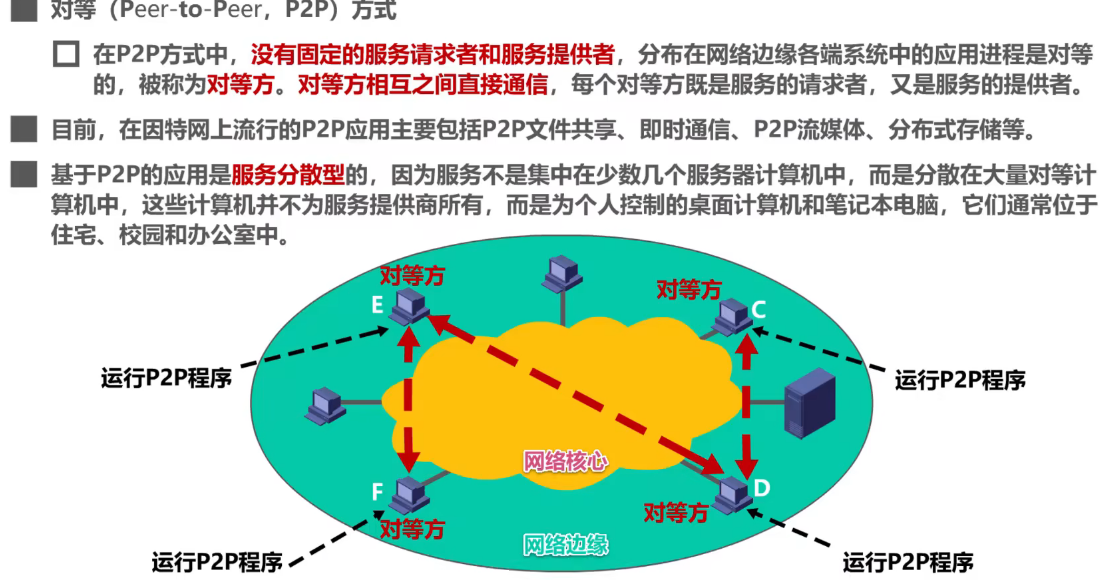 对等（Peer-to-Peer，P2P）方式
在P2P方式中，没有固定的服务请求者和服务提供者，分布在网络边缘各端系统中的应用进程是对等
的，被称为对等方。对等方相互之间直接通信，每个对等方既是服务的请求者，又是服务的提供者。
目前，在因特网上流行的P2P应用主要包括P2P文件共享、即时通信、P2P流媒体、分布式存储等。
基于P2P的应用是服务分散型的，因为服务不是集中在少数几个服务器计算机中，而是分散在大量对等计
算机中，这些计算机并不为服务提供商所有，而是为个人控制的桌面计算机和笔记本电脑，它们通常位于
住宅、校园和办公室中。
对等方
对等方
E
C
运行P2P程序
运行P2P程序
网络核心
F
D
对等方
对等方
网络边缘
运行P2P程序
运行P2P程序